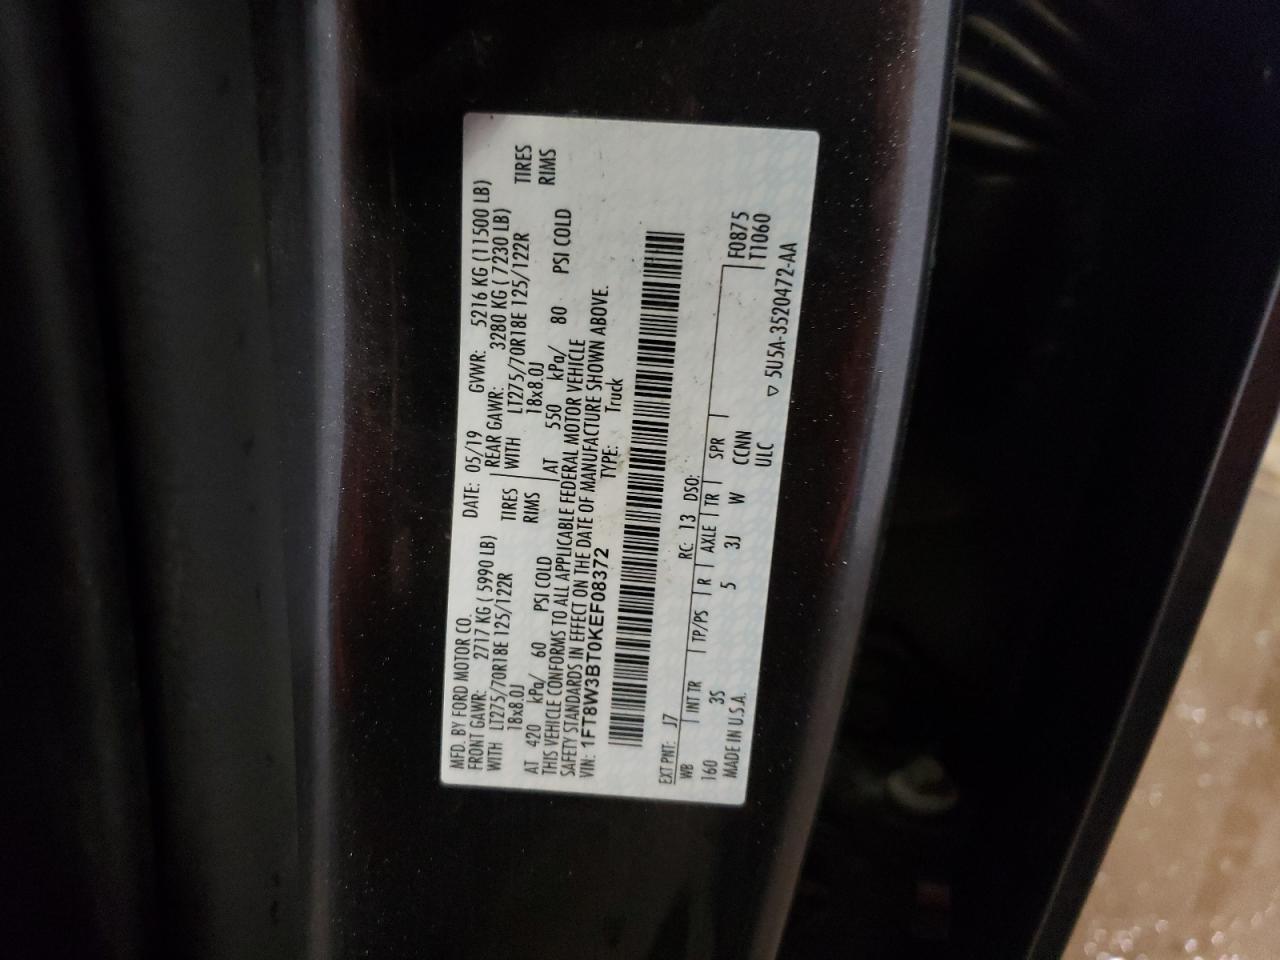 MFD. BY FORD MOTOR CO.
DATE: 05/19 GVWR: 5216 KG (11500 LB)
FRONT GAWR: 2717 KG ( 5990 LB) REAR GAWR: 3280 KG ( 7230 LB)
WITH LT275/70R18E 125/122R TIRES WITH LT275/70R18E 125/122R TIRES
18x8.0J RIMS 18x8.0J RIMS
AT 420 kPa/ 60 PSI COLD AT 550 kPa/ 80 PSI COLD
THIS VEHICLE CONFORMS TO ALL APPLICABLE FEDERAL MOTOR VEHICLE
SAFETY STANDARDS IN EFFECT ON THE DATE OF MANUFACTURE SHOWN ABOVE.
VIN: 1FT8W3BT0KEF08372 TYPE: Truck
EXT PNT: J7 RC: 13 DSO:
WB INT TR TP/PS R AXLE TR SPR F0875
160 3S 5 3J W CCNN T1060
MADE IN U.S.A. ULC
▽ 5U5A-3520472-AA